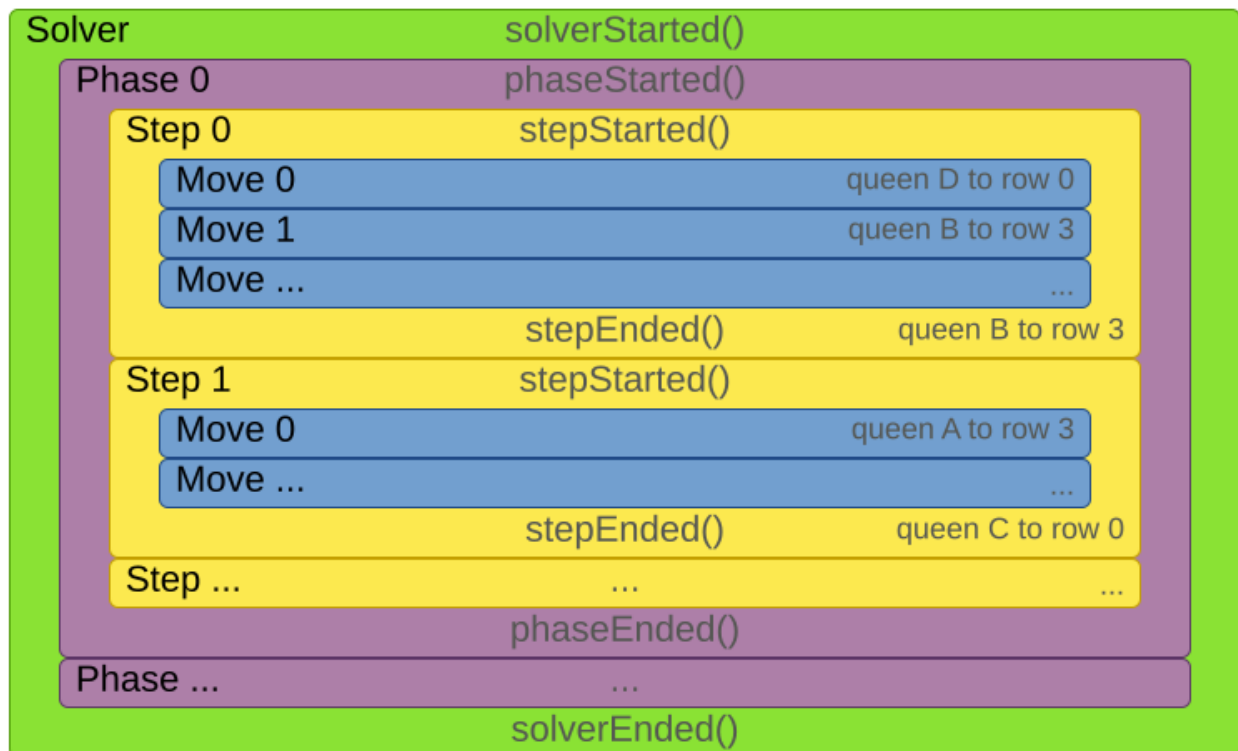 Solver solverStarted()
Phase 0 phaseStarted()
Step 0 stepStarted()
Move 0 queen D to row 0
Move 1 queen B to row 3
Move ... ...
stepEnded() queen B to row 3
Step 1 stepStarted()
Move 0 queen A to row 3
Move ... ...
stepEnded() queen C to row 0
Step ... ... ...
phaseEnded()
Phase ... ...
solverEnded()